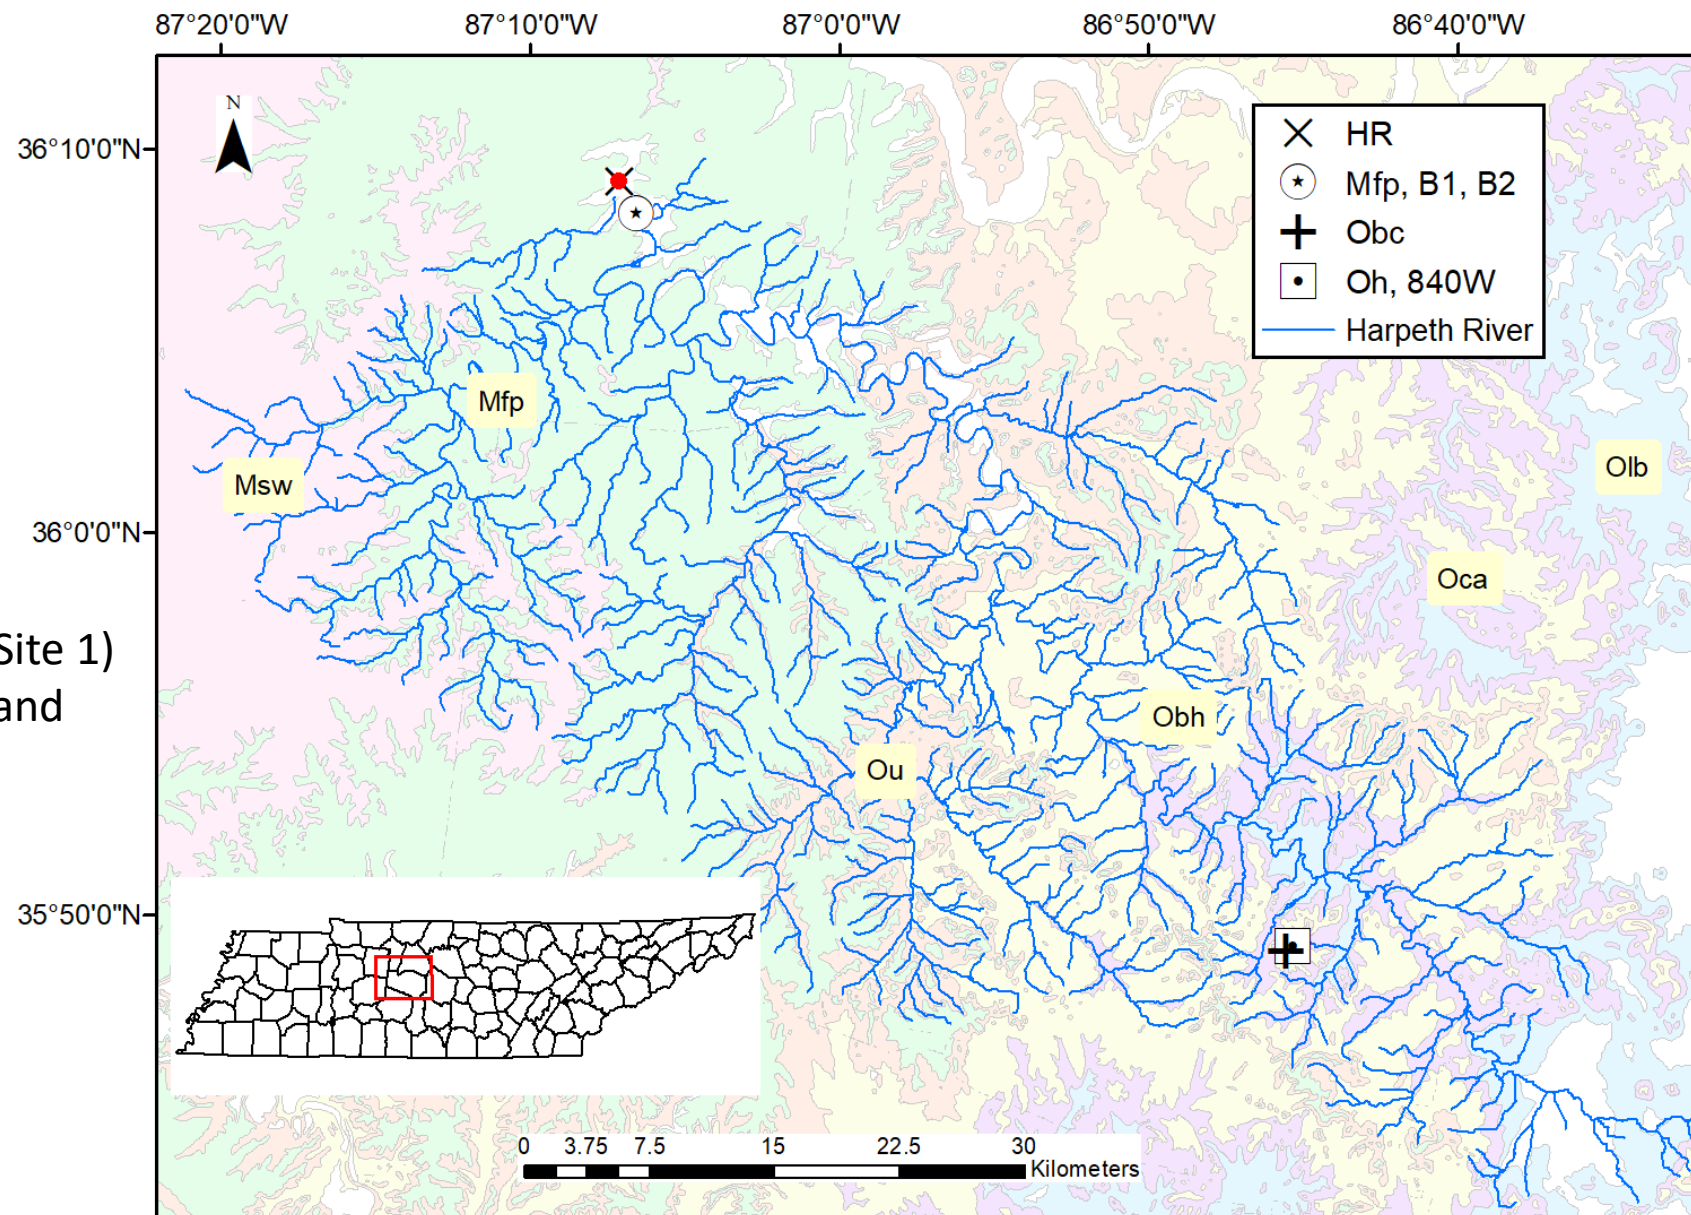 87°20'0"W 87°10'0"W 87°0'0"W 86°50'0"W 86°40'0"W
36°10'0"N
36°0'0"N
35°50'0"N
N
HR
Mfp, B1, B2
Obc
Oh, 840W
Harpeth River
Mfp
Msw
Olb
Oca
Obh
Ou
Site 1)
and
0 3.75 7.5 15 22.5 30
Kilometers